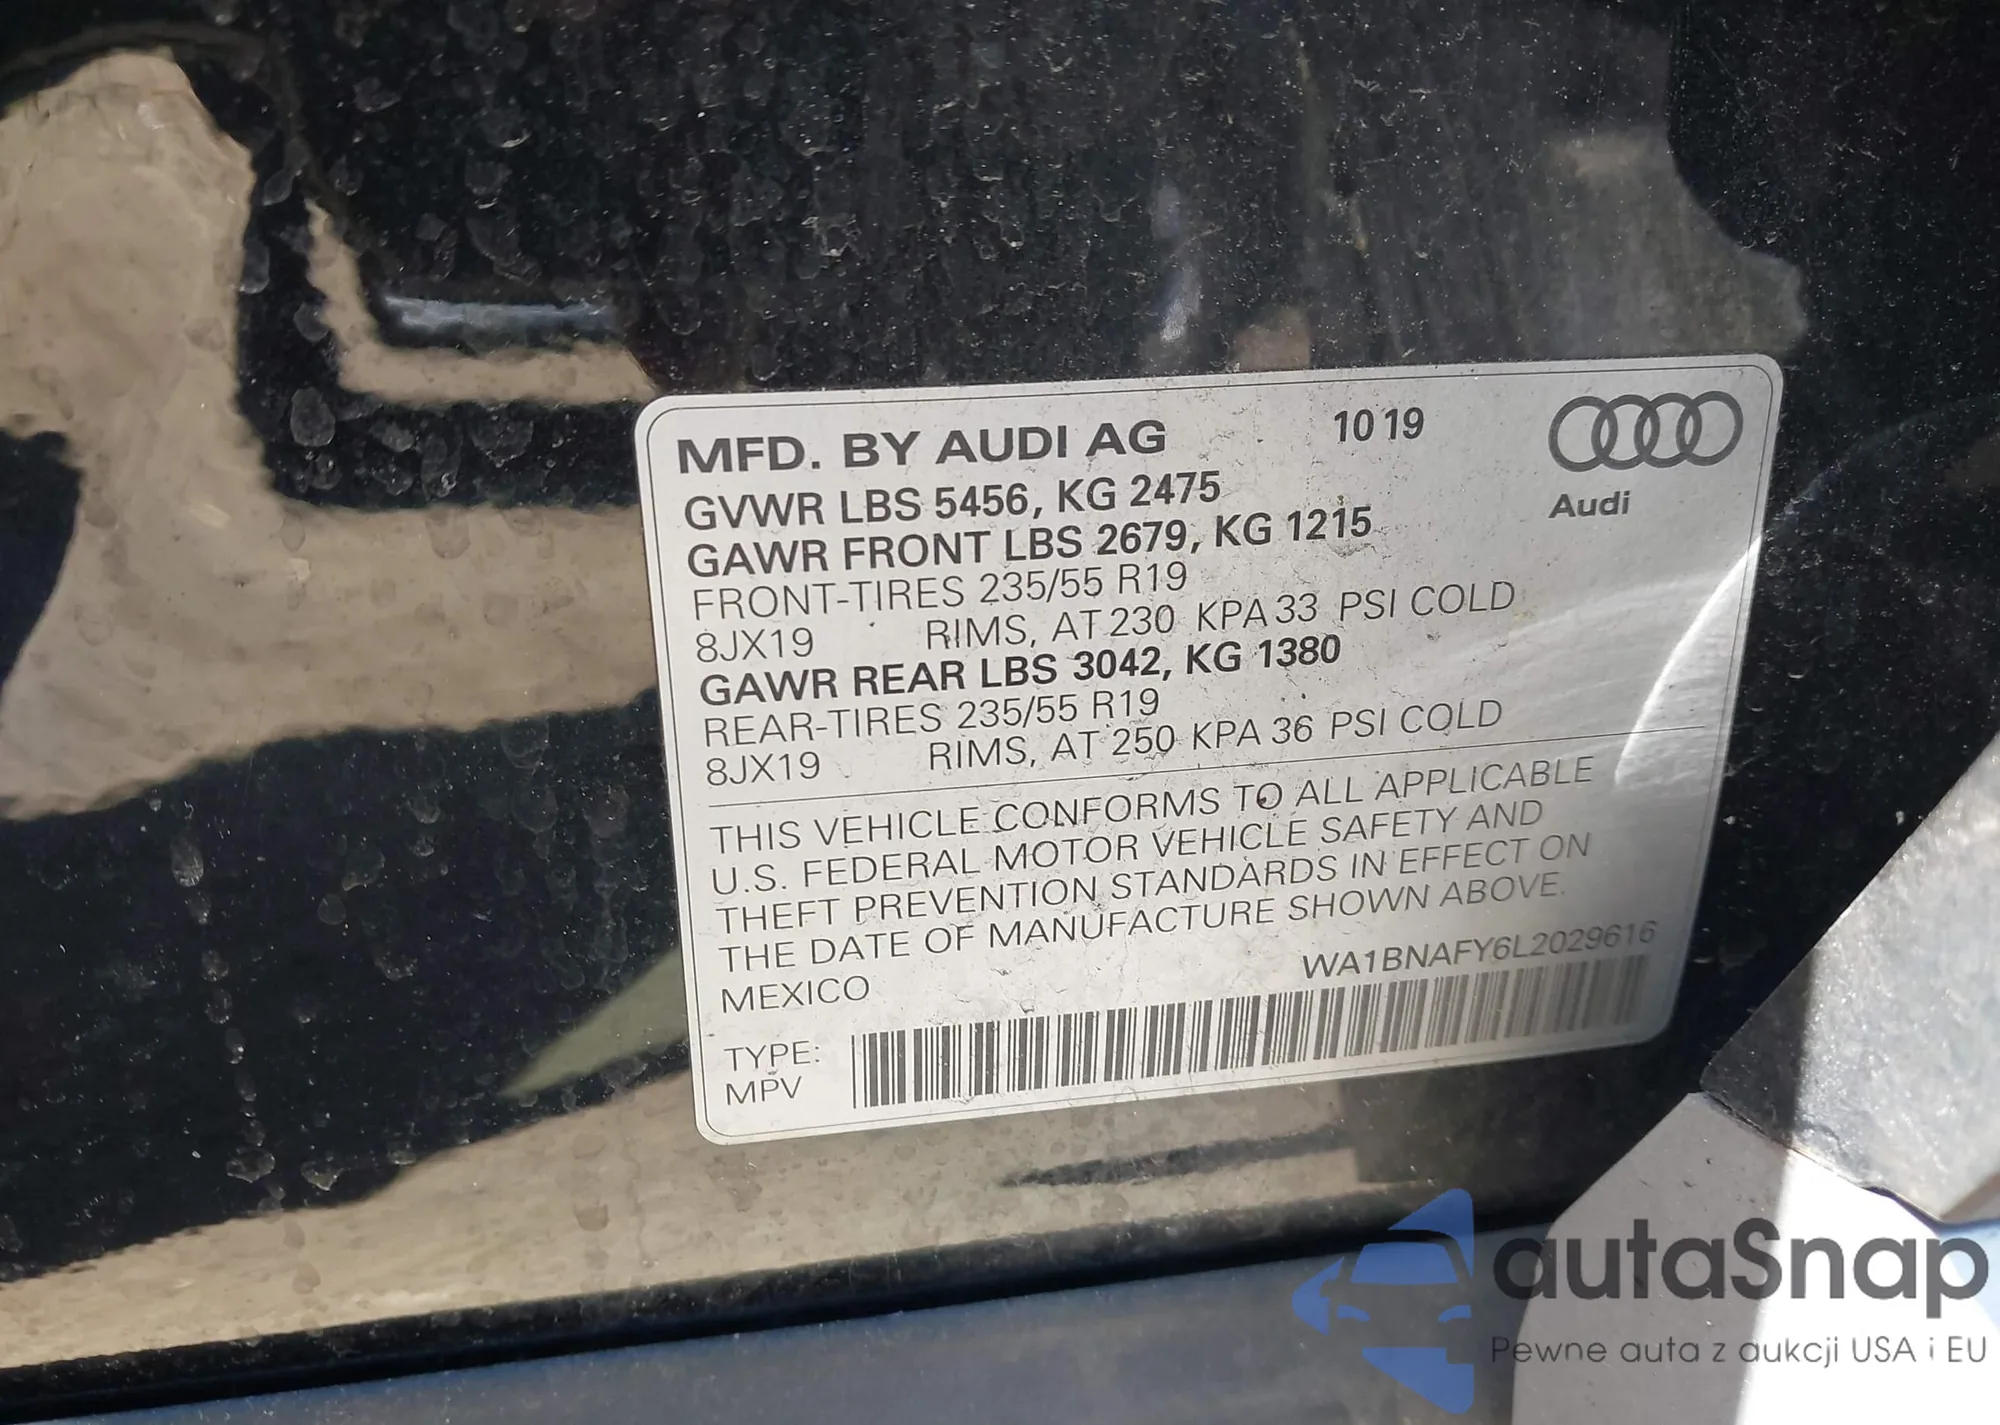 MFD. BY AUDI AG 10 19
GVWR LBS 5456, KG 2475
Audi
GAWR FRONT LBS 2679, KG 1215
FRONT-TIRES 235/55 R19
8JX19 RIMS, AT 230 KPA 33 PSI COLD
GAWR REAR LBS 3042, KG 1380
REAR-TIRES 235/55 R19
8JX19 RIMS, AT 250 KPA 36 PSI COLD
THIS VEHICLE CONFORMS TO ALL APPLICABLE
U.S. FEDERAL MOTOR VEHICLE SAFETY AND
THEFT PREVENTION STANDARDS IN EFFECT ON
THE DATE OF MANUFACTURE SHOWN ABOVE.
MEXICO WA1BNAFY6L2029616
TYPE:
MPV
autaSnap
Pewne auta z aukcji USA i EU